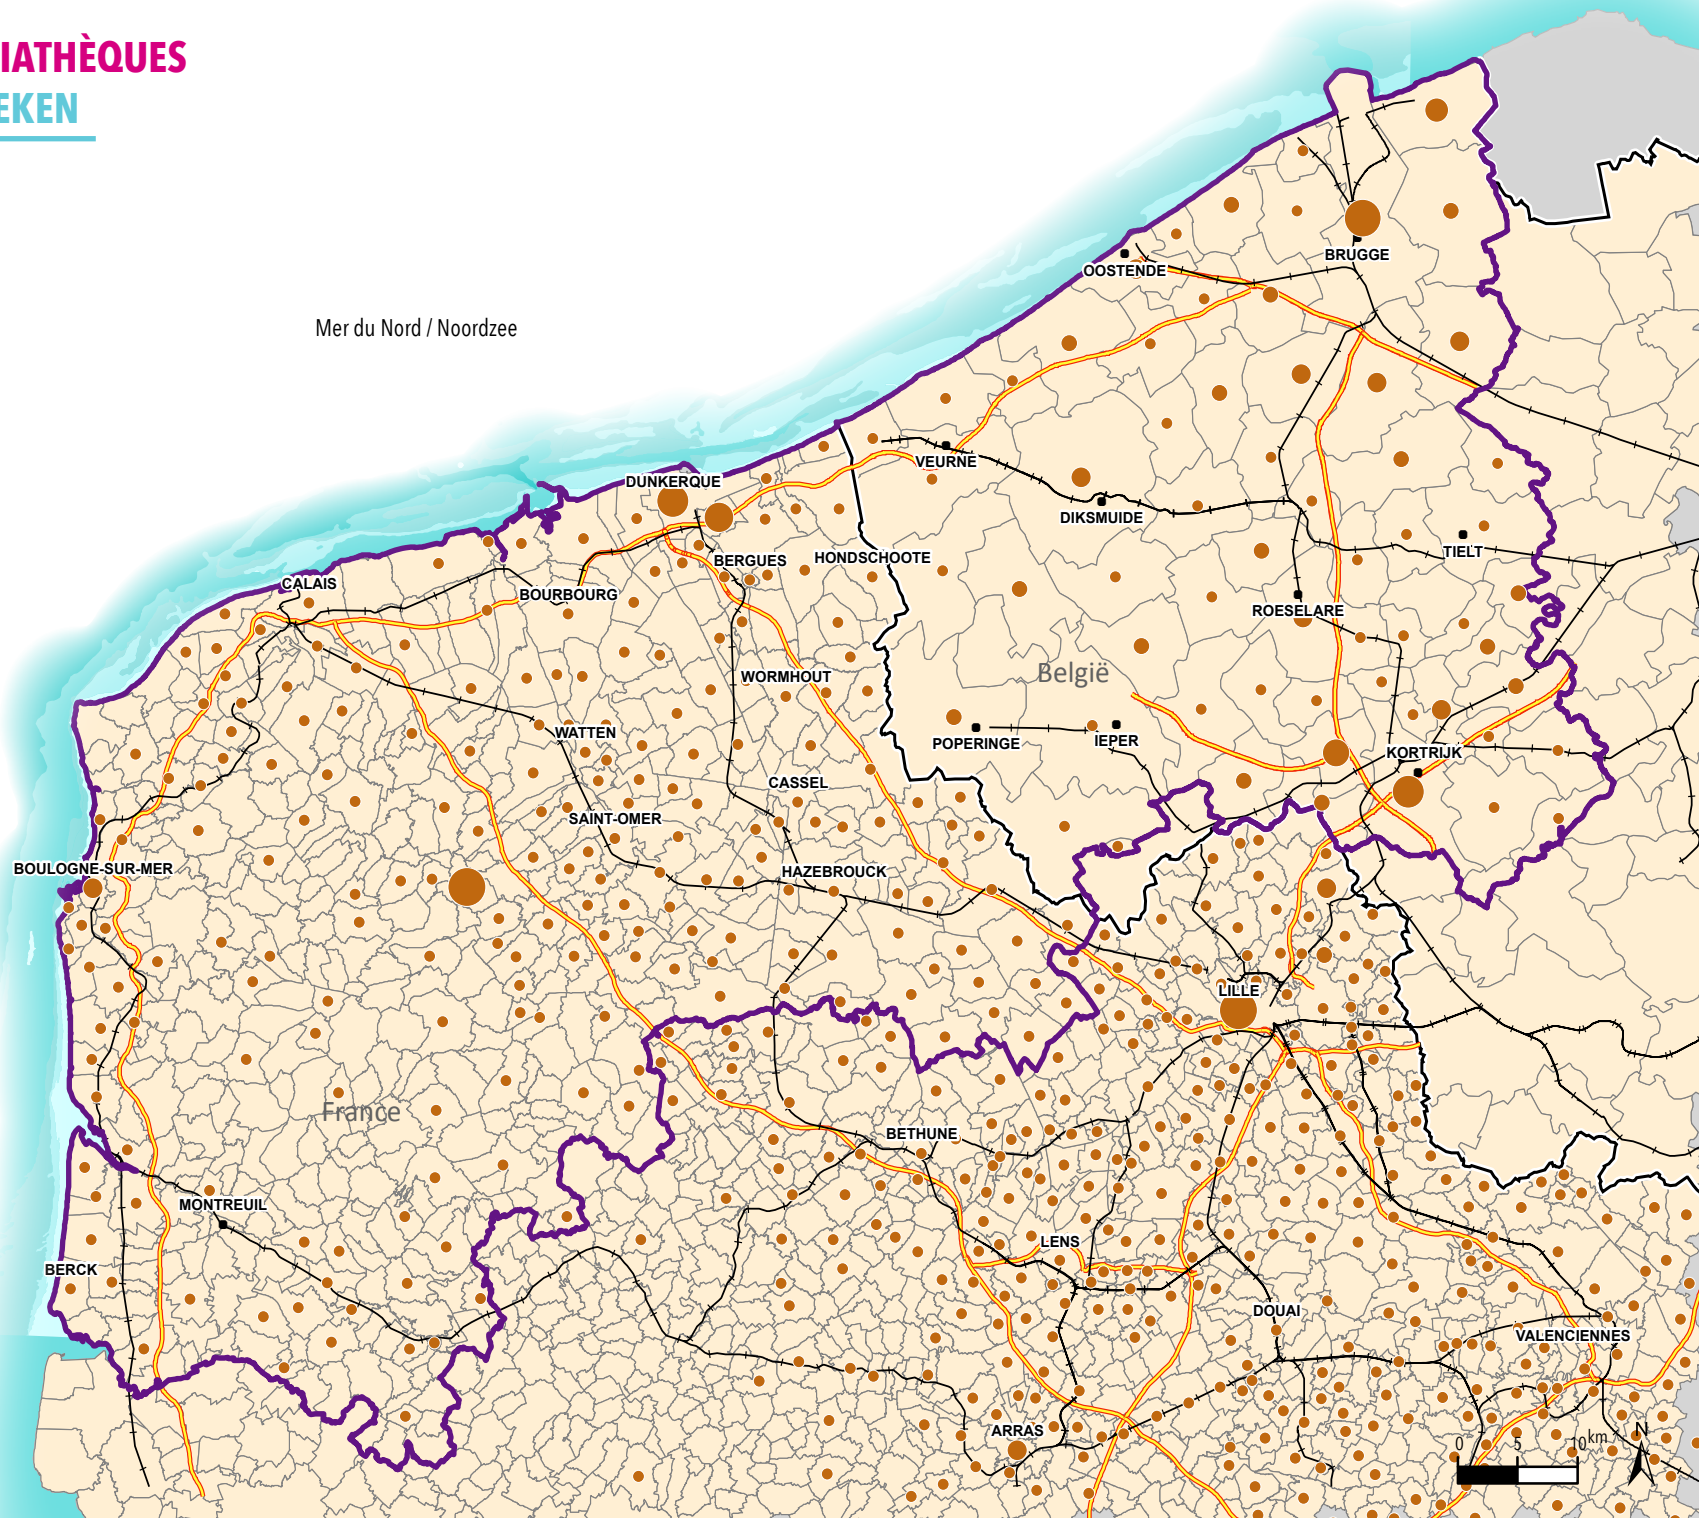 IATHÈQUES
EKEN
Mer du Nord / Noordzee
BRUGGE
OOSTENDE
VEURNE
DUNKERQUE
DIKSMUIDE
TIELT
HONDSCHOOTE
BERGUES
CALAIS
BOURBOURG
ROESELARE
België
WORMHOUT
WATTEN
POPERINGE
IEPER
KORTRIJK
CASSEL
SAINT-OMER
BOULOGNE-SUR-MER
HAZEBROUCK
LILLE
France
BETHUNE
MONTREUIL
LENS
BERCK
DOUAI
VALENCIENNES
ARRAS
N
0 5 10 km